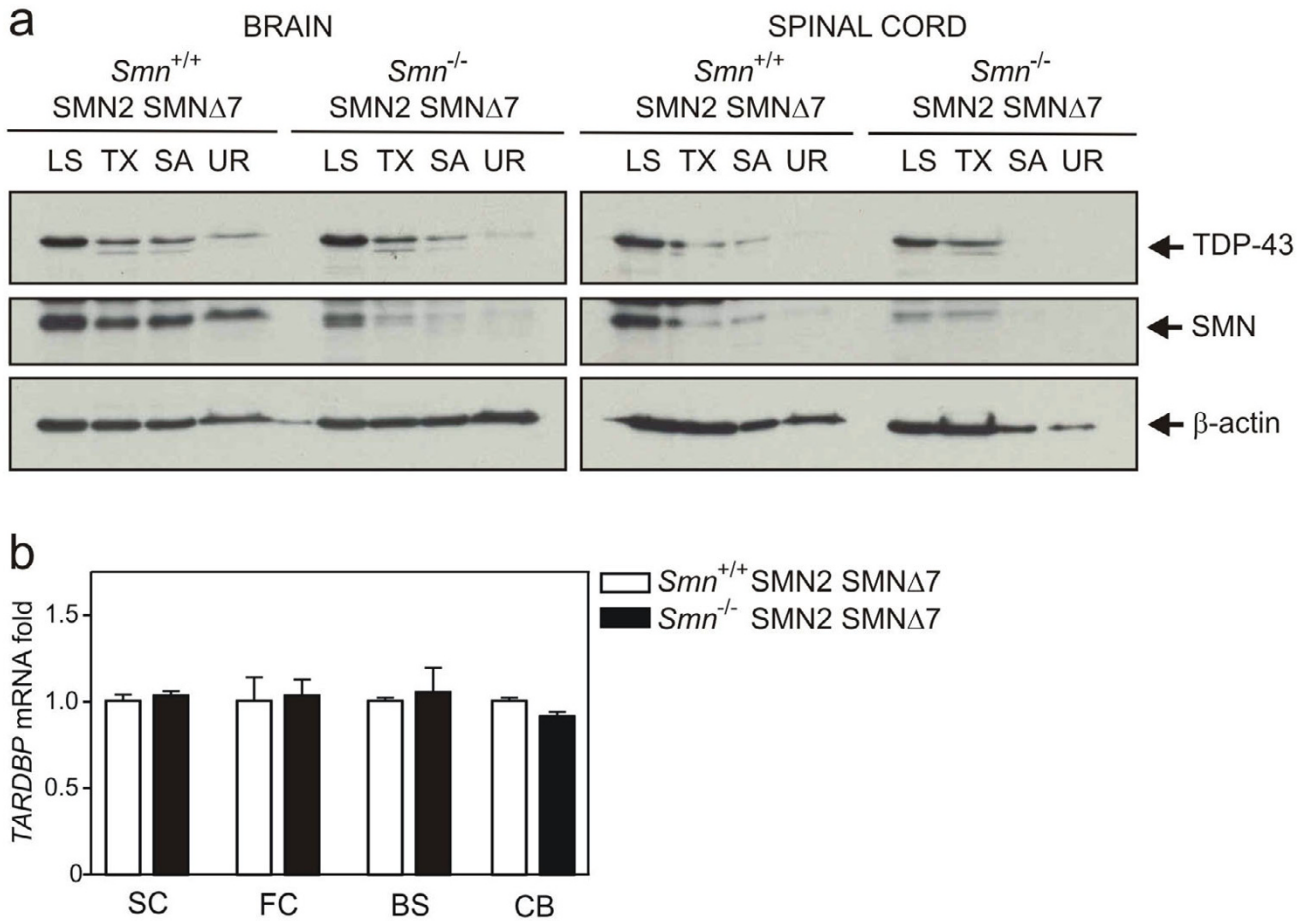 a
BRAIN SPINAL CORD
Smn+/+ Smn-/- Smn+/+ Smn-/-
SMN2 SMNΔ7 SMN2 SMNΔ7 SMN2 SMNΔ7 SMN2 SMNΔ7
LS TX SA UR LS TX SA UR LS TX SA UR LS TX SA UR
TDP-43
SMN
β-actin
b
Smn+/+ SMN2 SMNΔ7
Smn-/- SMN2 SMNΔ7
TARDBP mRNA fold
1.5
1.0
0.5
0
SC FC BS CB